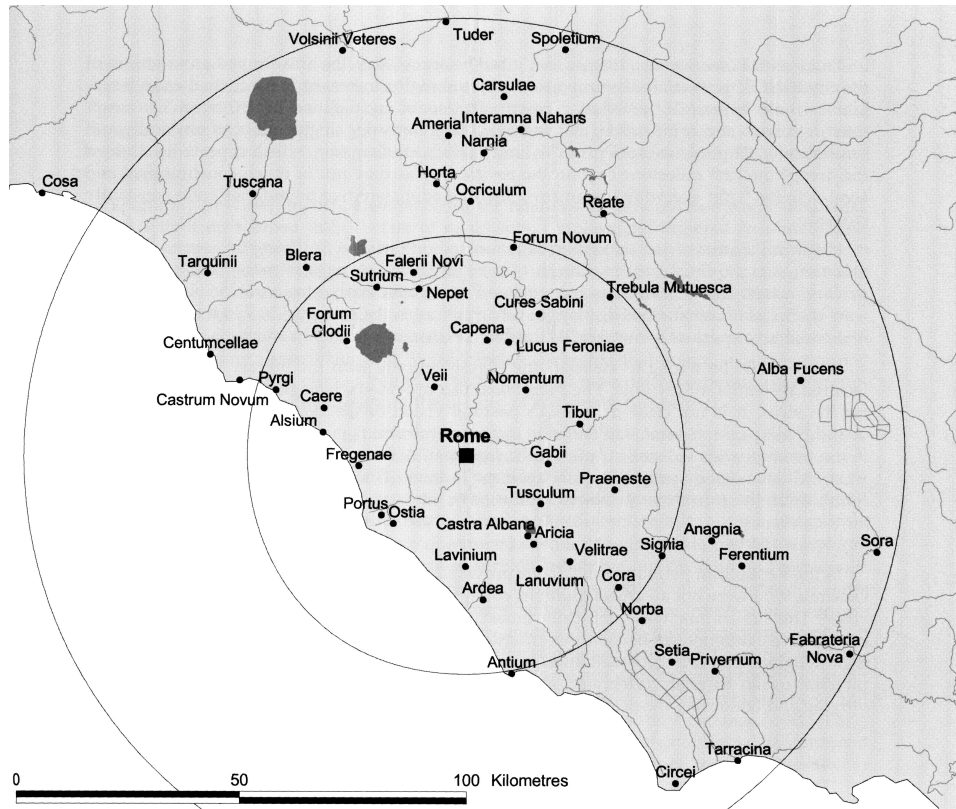 Volsinii Veteres
Tuder
Spoletium
Carsulae
Ameria
Interamna Nahars
Narnia
Cosa
Tuscana
Horta
Ocriculum
Reate
Forum Novum
Tarquinii
Blera
Falerii Novi
Sutrium
Nepet
Trebula Mutuesca
Cures Sabini
Forum
Clodii
Capena
Lucus Feroniae
Centumcellae
Alba Fucens
Pyrgi
Veii
Nomentum
Castrum Novum
Caere
Alsium
Tibur
Rome
Fregenae
Gabii
Praeneste
Tusculum
Portus
Ostia
Castra Albana
Aricia
Anagnia
Sora
Lavinium
Velitrae
Signia
Ferentium
Lanuvium
Cora
Ardea
Norba
Setia
Privernum
Fabrateria
Nova
Antium
Tarracina
Circei
0 50 100 Kilometres